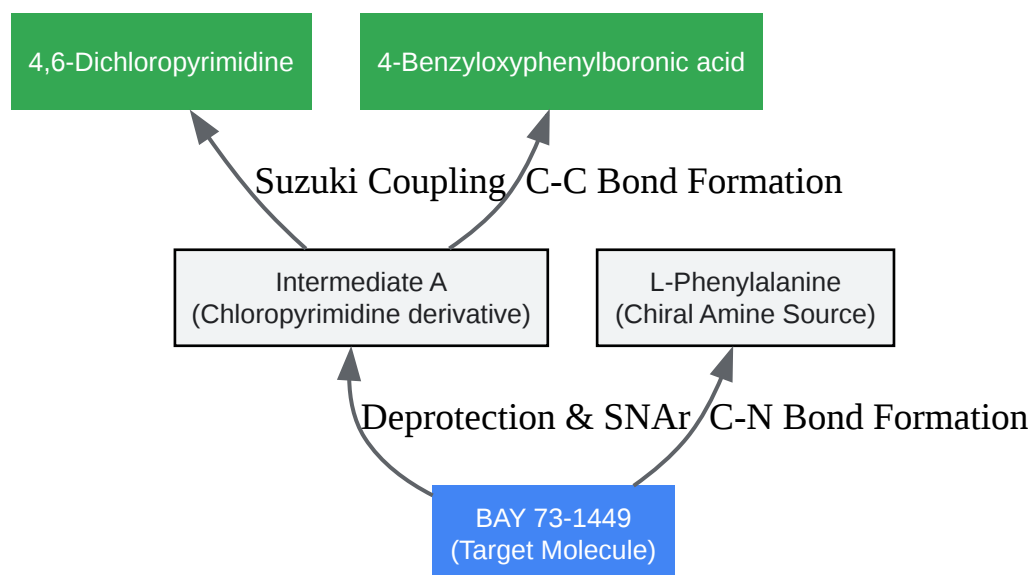 4,6-Dichloropyrimidine
4-Benzyloxyphenylboronic acid
Suzuki Coupling
C-C Bond Formation
Intermediate A
(Chloropyrimidine derivative)
L-Phenylalanine
(Chiral Amine Source)
Deprotection & SNAr
C-N Bond Formation
BAY 73-1449
(Target Molecule)